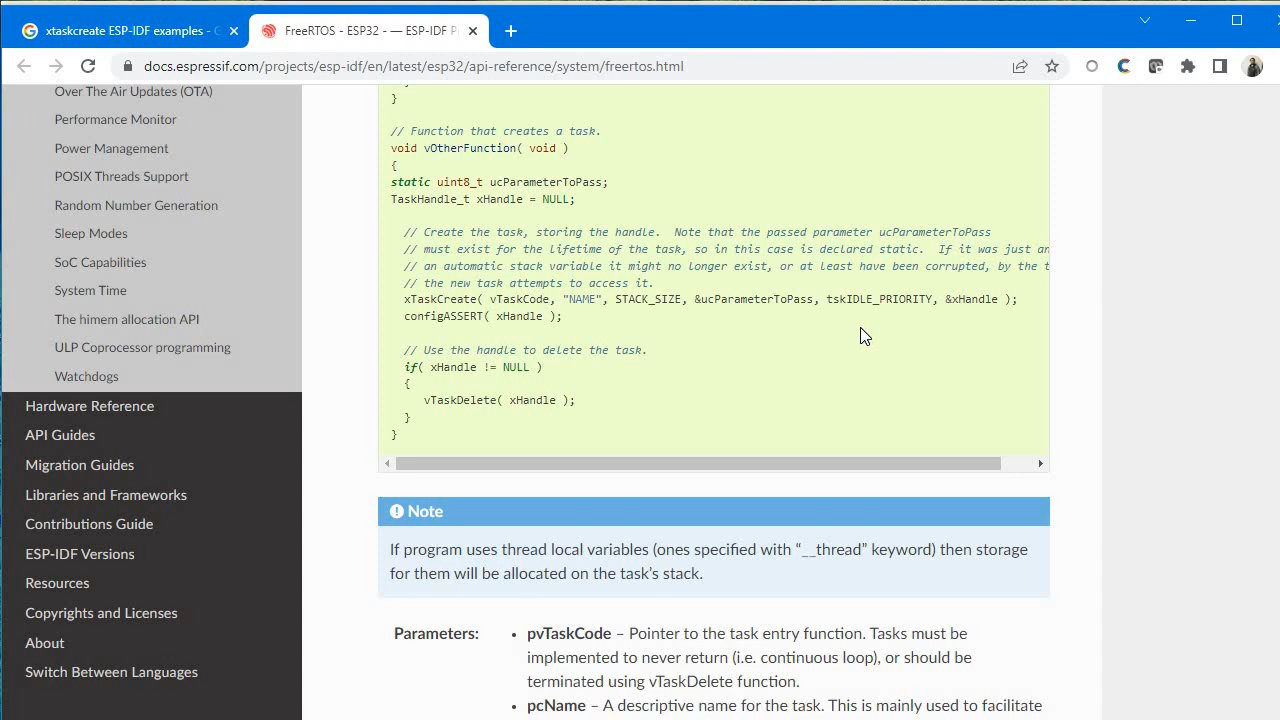 xtaskcreate ESP-IDF examples -
FreeRTOS - ESP32 - — ESP-IDF P
docs.espressif.com/projects/esp-idf/en/latest/esp32/api-reference/system/freertos.html
Over The Air Updates (OTA)
Performance Monitor
Power Management
POSIX Threads Support
Random Number Generation
Sleep Modes
SoC Capabilities
System Time
The himem allocation API
ULP Coprocessor programming
Watchdogs
Hardware Reference
API Guides
Migration Guides
Libraries and Frameworks
Contributions Guide
ESP-IDF Versions
Resources
Copyrights and Licenses
About
Switch Between Languages
}
// Function that creates a task.
void vOtherFunction( void )
{
static uint8_t ucParameterToPass;
TaskHandle_t xHandle = NULL;
// Create the task, storing the handle.  Note that the passed parameter ucParameterToPass
// must exist for the lifetime of the task, so in this case is declared static.  If it was just an
// an automatic stack variable it might no longer exist, or at least have been corrupted, by the t
// the new task attempts to access it.
xTaskCreate( vTaskCode, "NAME", STACK_SIZE, &ucParameterToPass, tskIDLE_PRIORITY, &xHandle );
configASSERT( xHandle );
// Use the handle to delete the task.
if( xHandle != NULL )
{
vTaskDelete( xHandle );
}
}
Note
If program uses thread local variables (ones specified with “__thread” keyword) then storage
for them will be allocated on the task’s stack.
Parameters:
• pvTaskCode – Pointer to the task entry function. Tasks must be
implemented to never return (i.e. continuous loop), or should be
terminated using vTaskDelete function.
• pcName – A descriptive name for the task. This is mainly used to facilitate